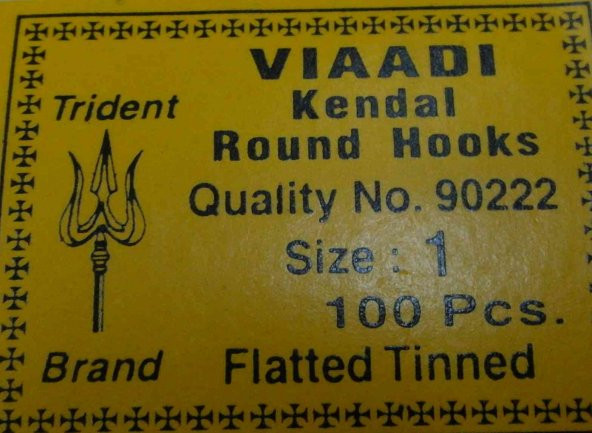 VIAADI
Trident
Kendal
Round Hooks
Quality No. 90222
Size : 1
100 Pcs.
Brand
Flatted Tinned